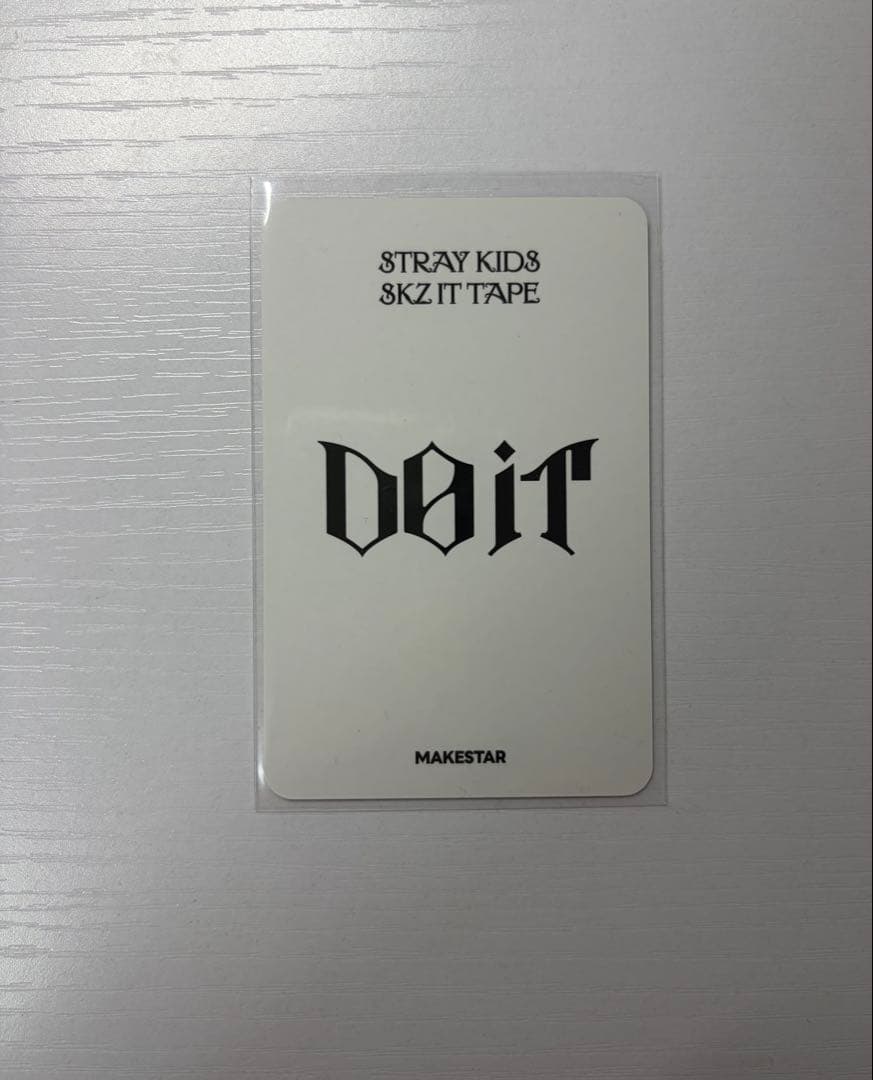 STRAY KIDS
SKZ IT TAPE
DO iT
MAKESTAR